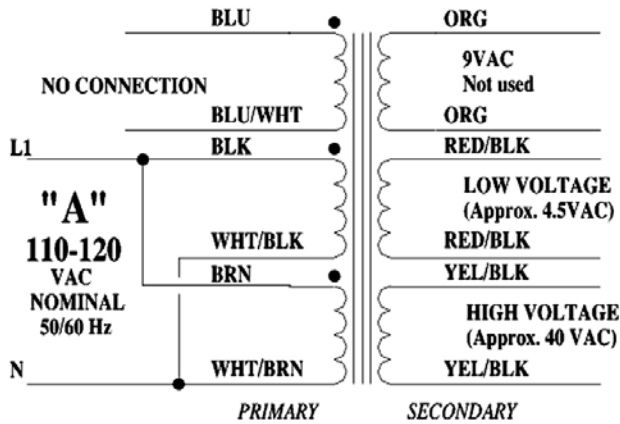 BLU
ORG
NO CONNECTION
9VAC
Not used
BLU/WHT
ORG
L1
BLK
RED/BLK
"A"
110-120
VAC
NOMINAL
50/60 Hz
LOW VOLTAGE
(Approx. 4.5VAC)
WHT/BLK
RED/BLK
BRN
YEL/BLK
HIGH VOLTAGE
(Approx. 40 VAC)
N
WHT/BRN
YEL/BLK
PRIMARY
SECONDARY